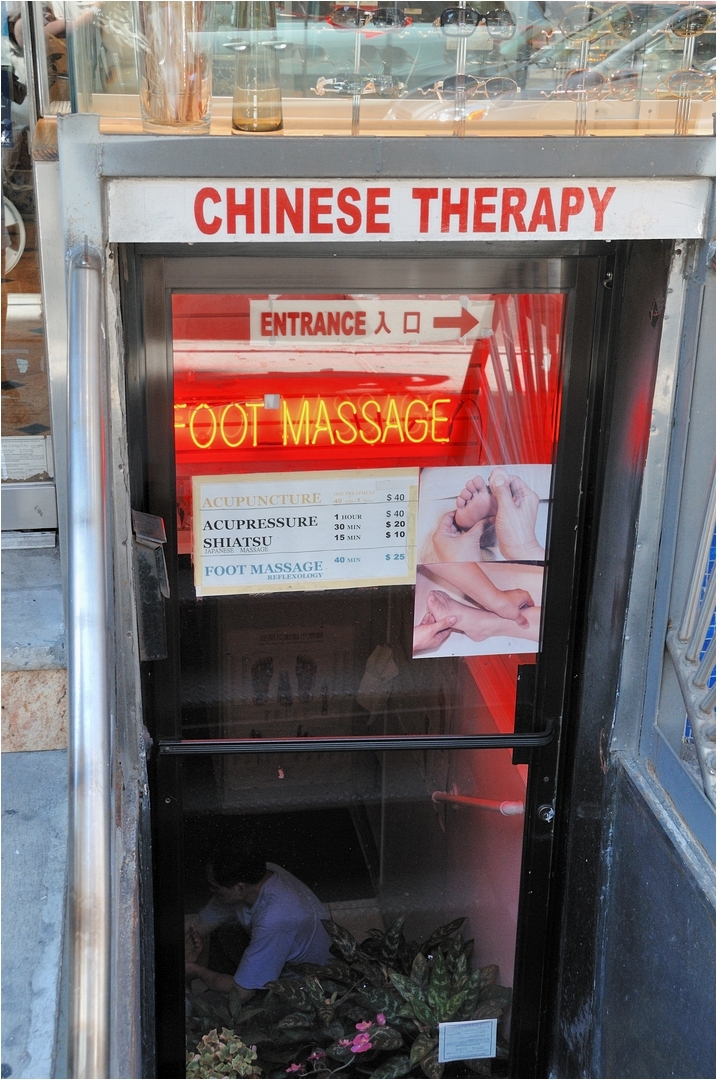 CHINESE THERAPY
ENTRANCE 入口
FOOT MASSAGE
ACUPUNCTURE $40
ACUPRESSURE 1 HOUR $40
30 MIN $20
SHIATSU 15 MIN $10
JAPANESE MASSAGE
FOOT MASSAGE 40 MIN $25
REFLEXOLOGY